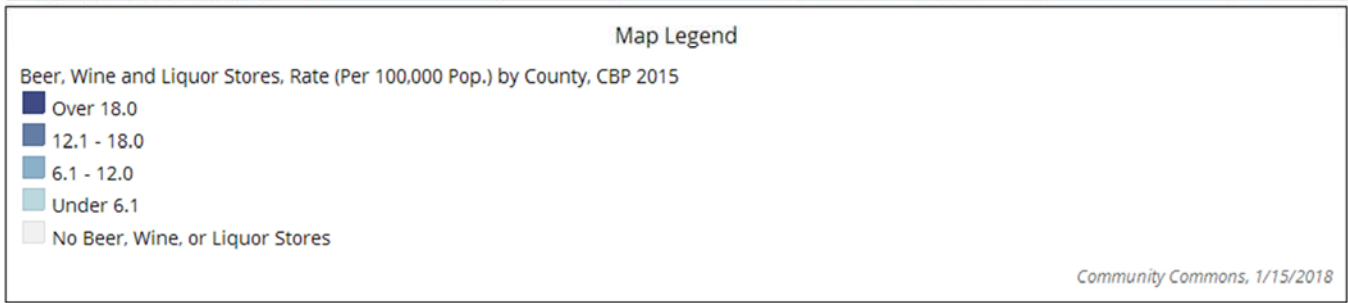 Map Legend
Beer, Wine and Liquor Stores, Rate (Per 100,000 Pop.) by County, CBP 2015
Over 18.0
12.1 - 18.0
6.1 - 12.0
Under 6.1
No Beer, Wine, or Liquor Stores
Community Commons, 1/15/2018